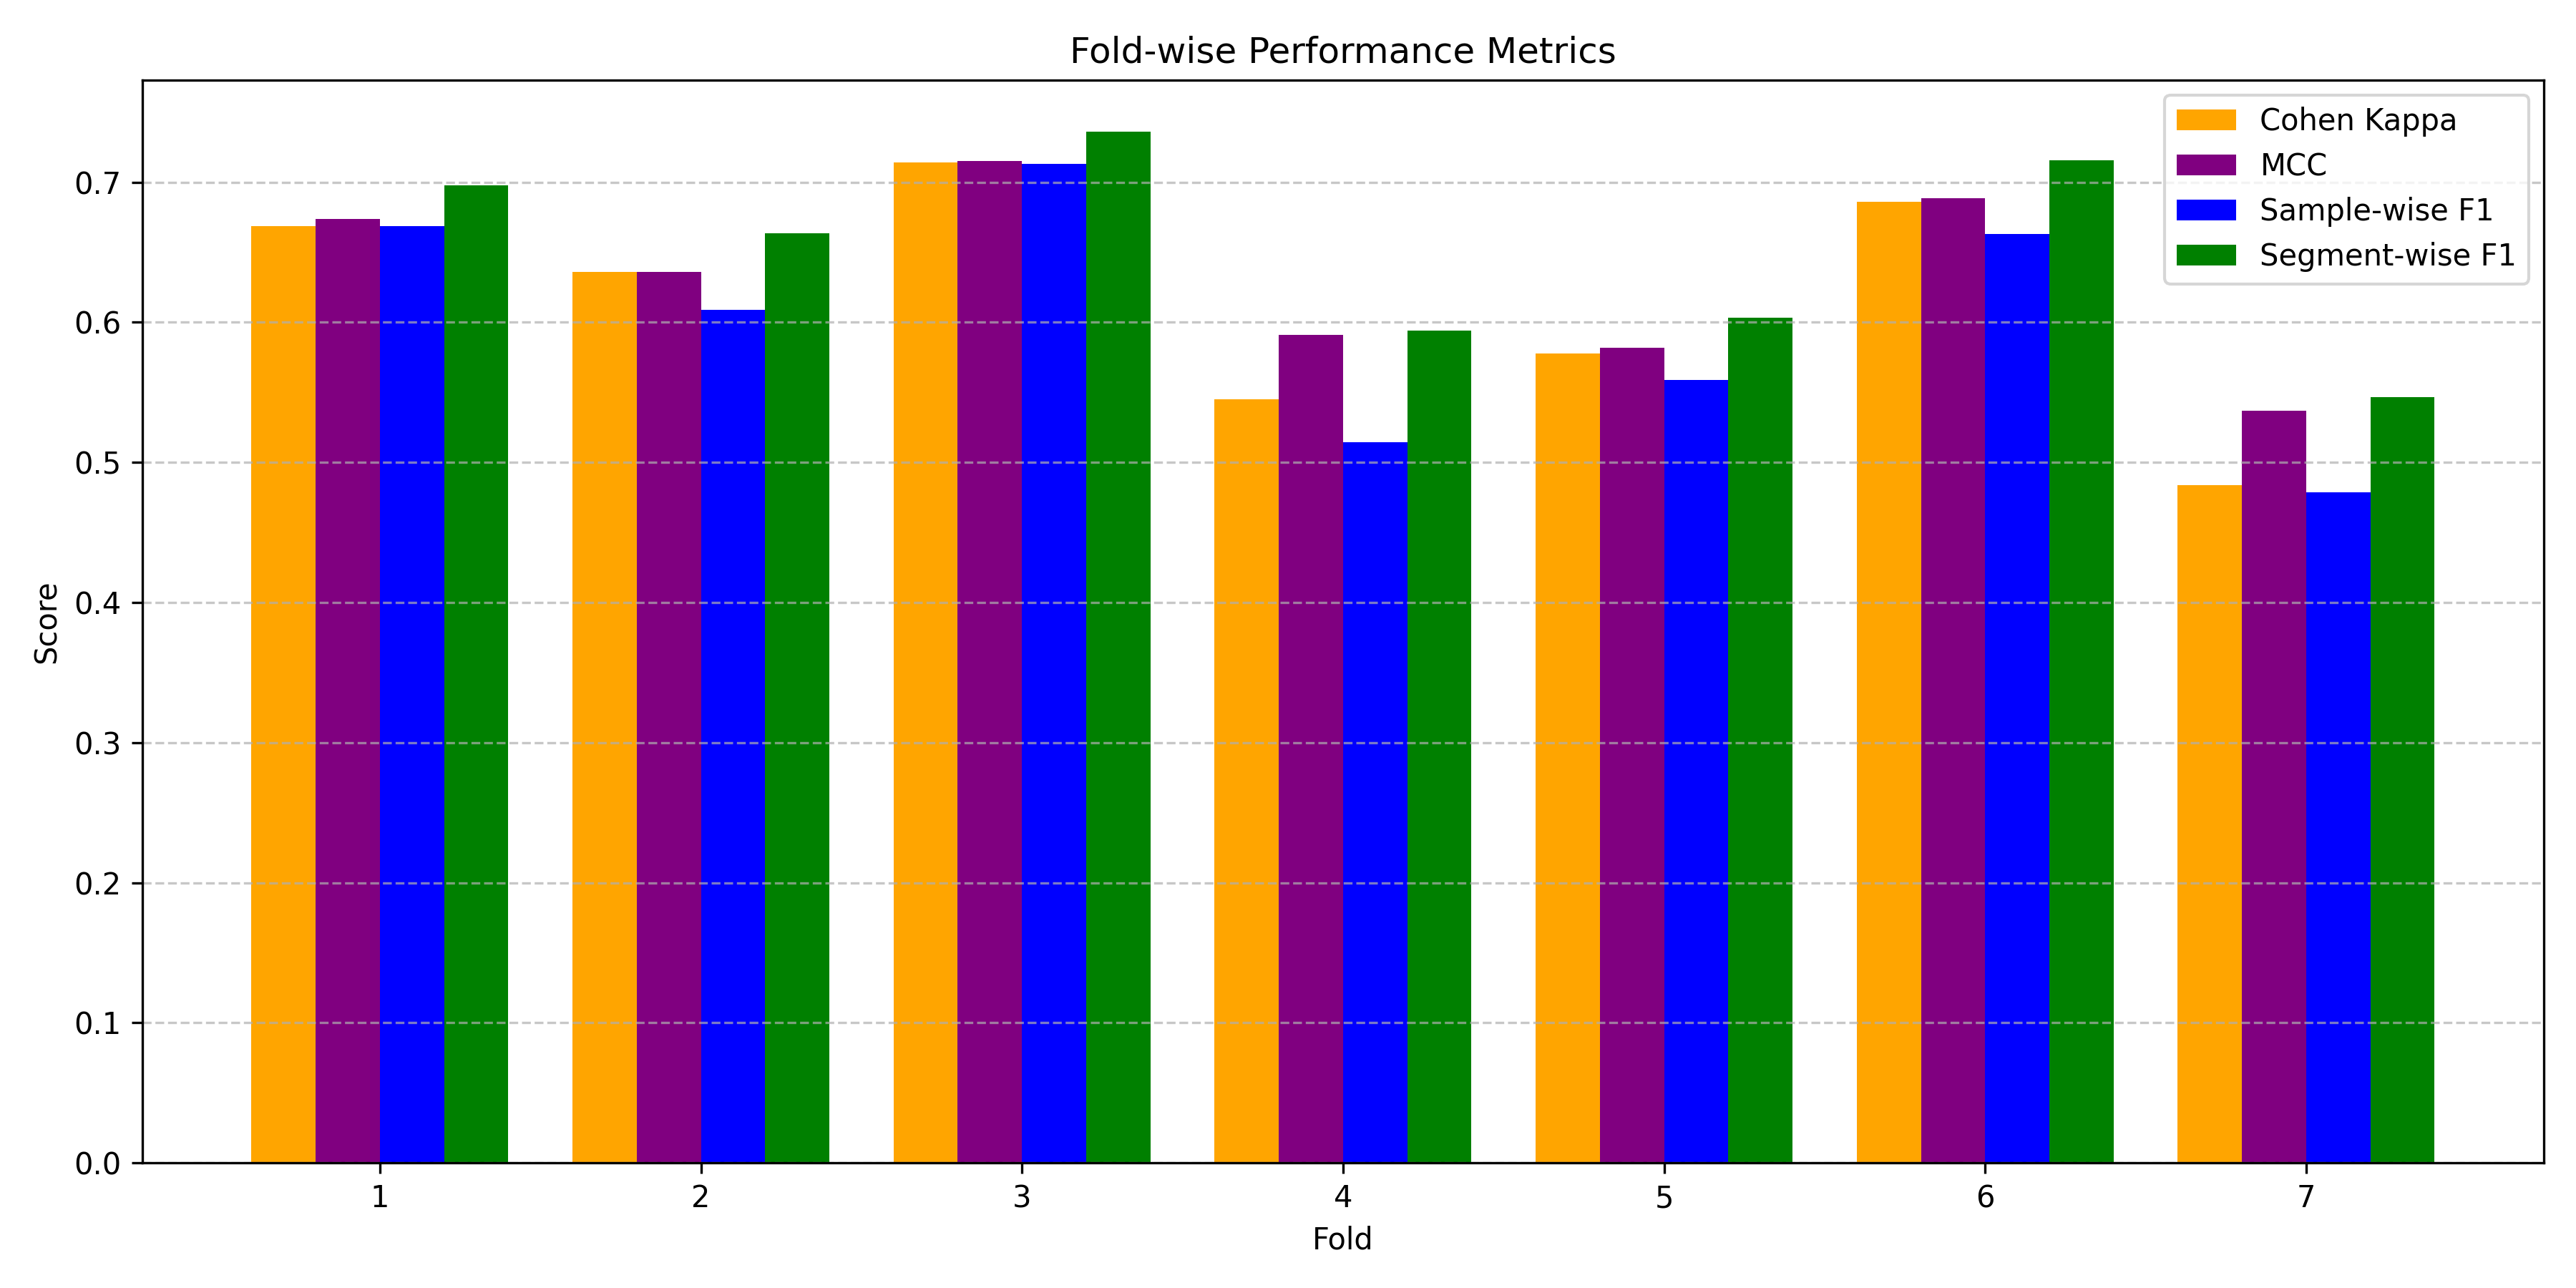 Fold-wise Performance Metrics
Cohen Kappa
MCC
Sample-wise F1
Segment-wise F1
0.7
0.6
0.5
0.4
0.3
0.2
0.1
0.0
Score
1 2 3 4 5 6 7
Fold